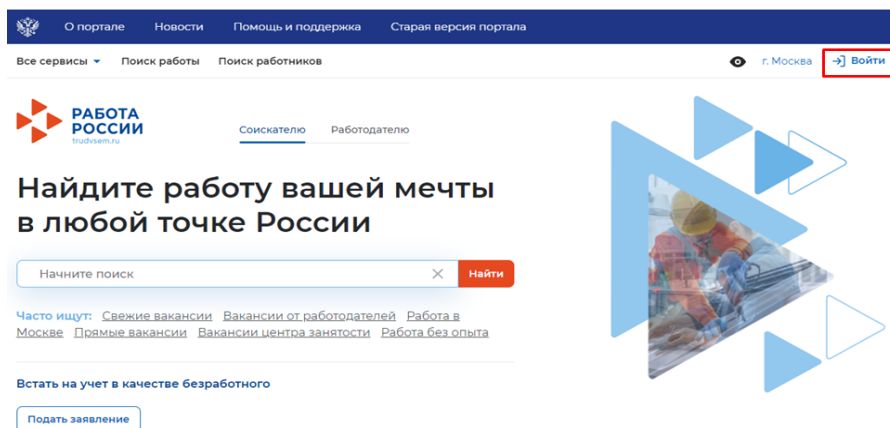 О портале Новости Помощь и поддержка Старая версия портала
Все сервисы Поиск работы Поиск работников г. Москва Войти
РАБОТА
РОССИИ
trudvsem.ru
Соискателю Работодателю
Найдите работу вашей мечты
в любой точке России
Начните поиск Найти
Часто ищут: Свежие вакансии Вакансии от работодателей Работа в
Москве Прямые вакансии Вакансии центра занятости Работа без опыта
Встать на учет в качестве безработного
Подать заявление